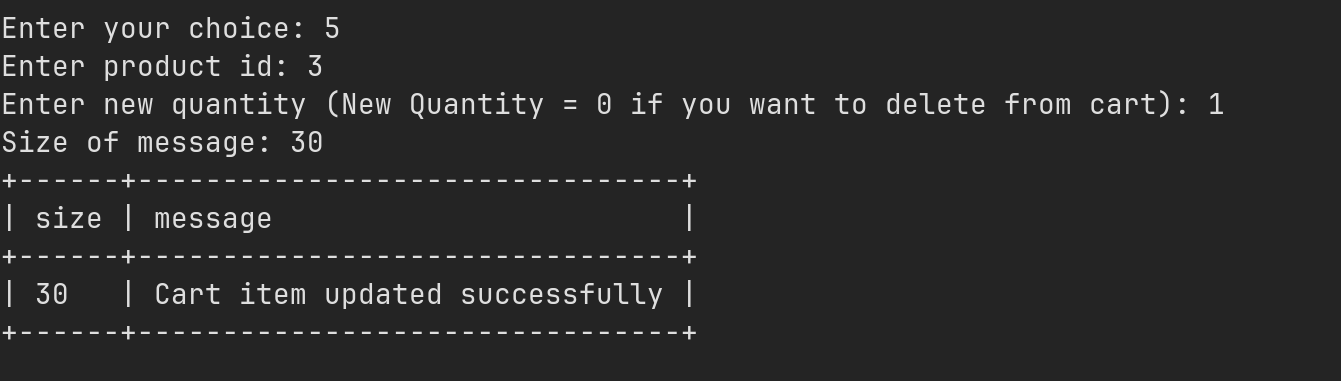 Enter your choice: 5
Enter product id: 3
Enter new quantity (New Quantity = 0 if you want to delete from cart): 1
Size of message: 30
+------+--------------------------------+
| size | message                        |
+------+--------------------------------+
| 30   | Cart item updated successfully |
+------+--------------------------------+